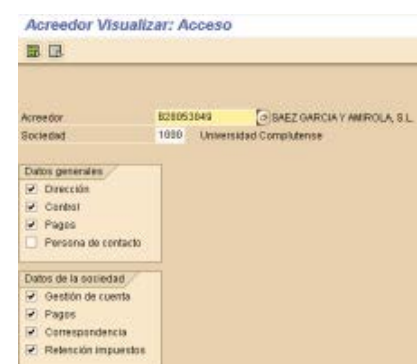 Acreedor Visualizar: Acceso
Acreedor B28053049 SAEZ GARCIA Y AMIROLA, S.L.
Sociedad 1000 Universidad Complutense
Datos generales
Dirección
Control
Pagos
Persona de contacto
Datos de la sociedad
Gestión de cuenta
Pagos
Correspondencia
Retención impuestos